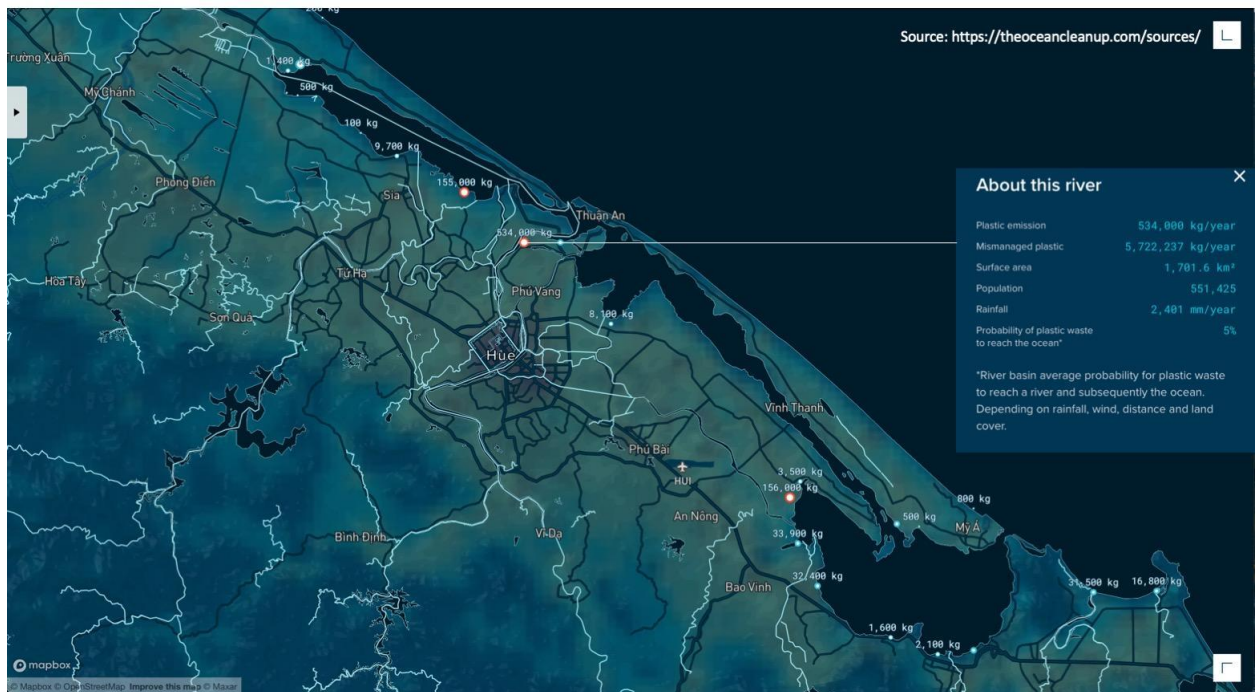 Source: https://theoceancleanup.com/sources/
Trường Xuân
1,400 kg
Mỹ Chánh
500 kg
100 kg
9,700 kg
Phong Điền
155,000 kg
Sia
Thuận An
534,000 kg
Tứ Hạ
Hòa Tây
Phú Vang
Sơn Quả
8,100 kg
Hue
Vĩnh Thanh
Phú Bài
HUI
3,500 kg
156,000 kg
800 kg
An Nông
500 kg
Mỹ Á
Bình Định
Vĩ Dạ
33,900 kg
32,400 kg
Bao Vinh
31,500 kg
16,800 kg
1,600 kg
2,100 kg
About this river
Plastic emission 534,000 kg/year
Mismanaged plastic 5,722,237 kg/year
Surface area 1,701.6 km²
Population 551,425
Rainfall 2,401 mm/year
Probability of plastic waste 5%
to reach the ocean*
*River basin average probability for plastic waste
to reach a river and subsequently the ocean.
Depending on rainfall, wind, distance and land
cover.
mapbox
© Mapbox © OpenStreetMap Improve this map © Maxar